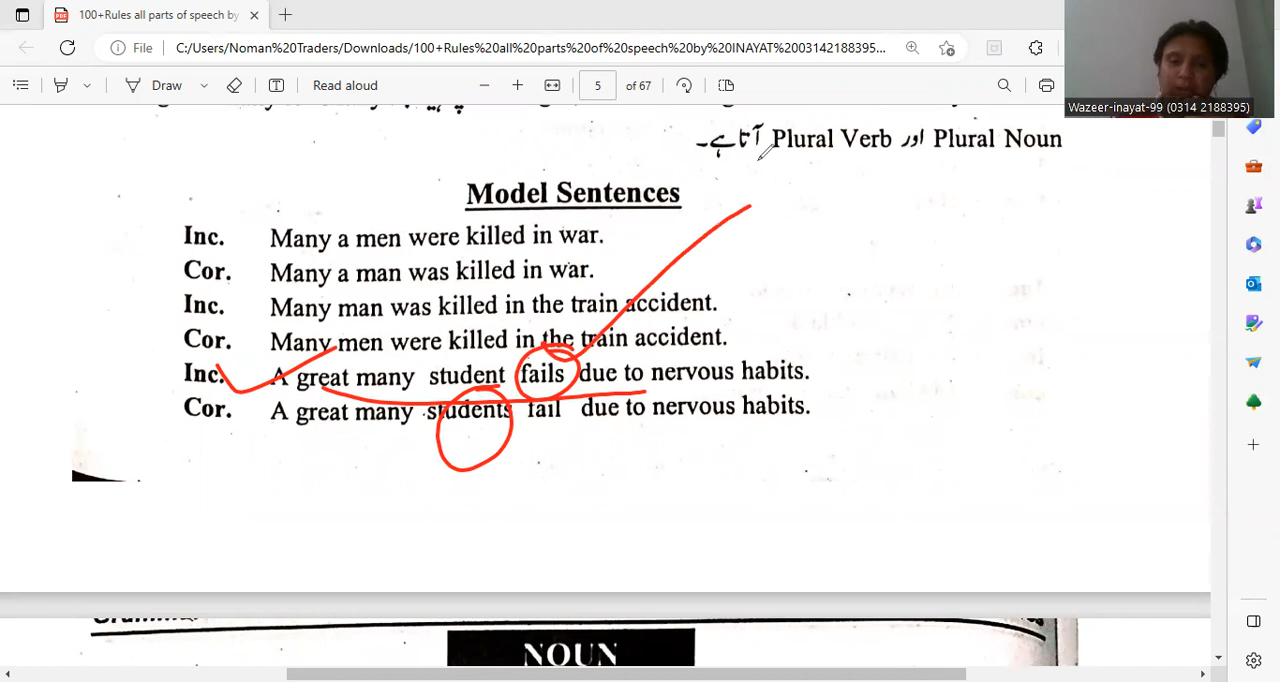 100+Rules all parts of speech by
File
C:/Users/Noman%20Traders/Downloads/100+Rules%20all%20parts%20of%20speech%20by%20INAYAT%2003142188395...
Draw
Read aloud
5
of 67
Wazeer-inayat-99 (0314 2188395)
Plural Noun اور Plural Verb آتا ہے۔
Model Sentences
Inc. Many a men were killed in war.
Cor. Many a man was killed in war.
Inc. Many man was killed in the train accident.
Cor. Many men were killed in the train accident.
Inc. A great many student fails due to nervous habits.
Cor. A great many students fail due to nervous habits.
NOUN